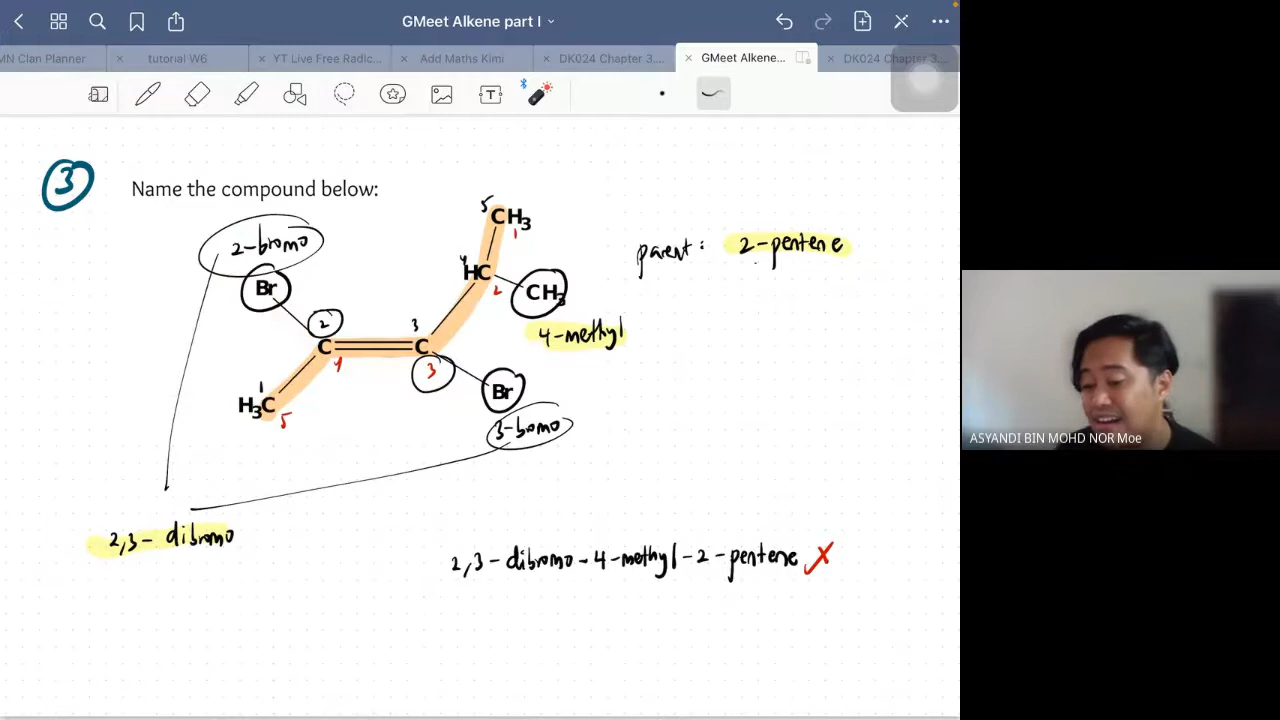 GMeet Alkene part I
MN Clan Planner
tutorial W6
YT Live Free Radic...
Add Maths Kimi
DK024 Chapter 3....
GMeet Alkene...
DK024 Chapter 3...
3
Name the compound below:
5
CH3
1
2-bromo
parent: 2-pentene
4
HC
2
Br
CH3
2
3
4-methyl
C
C
4
3
1
Br
H3C
5
3-bomo
2,3- dibromo
2,3-dibromo-4-methyl-2-pentene
ASYANDI BIN MOHD NOR Moe